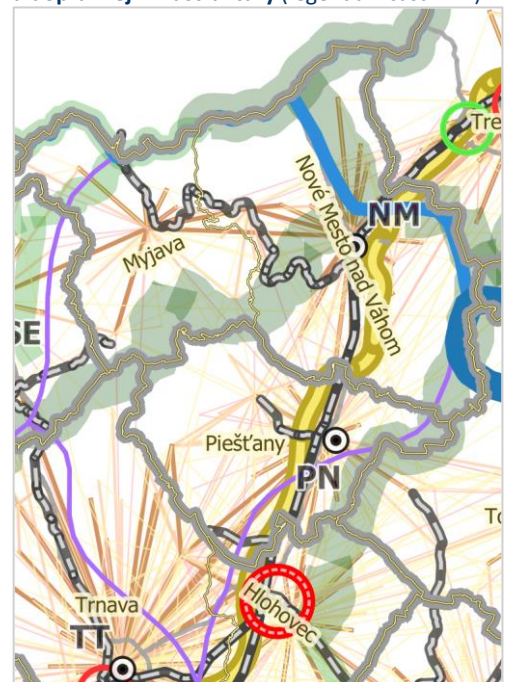 Tre
NM
Nové Mesto nad Váhom
Myjava
SE
Piešťany
PN
To
Hlohovec
Trnava
TT